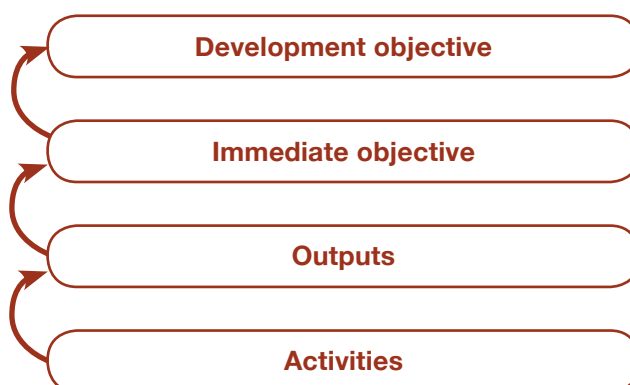 Development objective
Immediate objective
Outputs
Activities